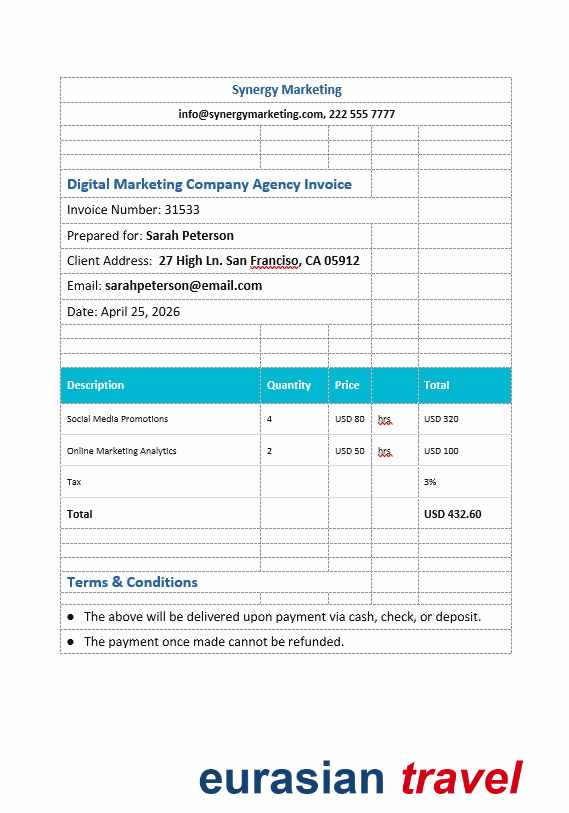 Synergy Marketing
info@synergymarketing.com, 222 555 7777
Digital Marketing Company Agency Invoice
Invoice Number: 31533
Prepared for: Sarah Peterson
Client Address: 27 High Ln. San Franciso, CA 05912
Email: sarahpeterson@email.com
Date: April 25, 2026
Description Quantity Price Total
Social Media Promotions 4 USD 80 hrs. USD 320
Online Marketing Analytics 2 USD 50 hrs. USD 100
Tax 3%
Total USD 432.60
Terms & Conditions
● The above will be delivered upon payment via cash, check, or deposit.
● The payment once made cannot be refunded.
eurasian travel